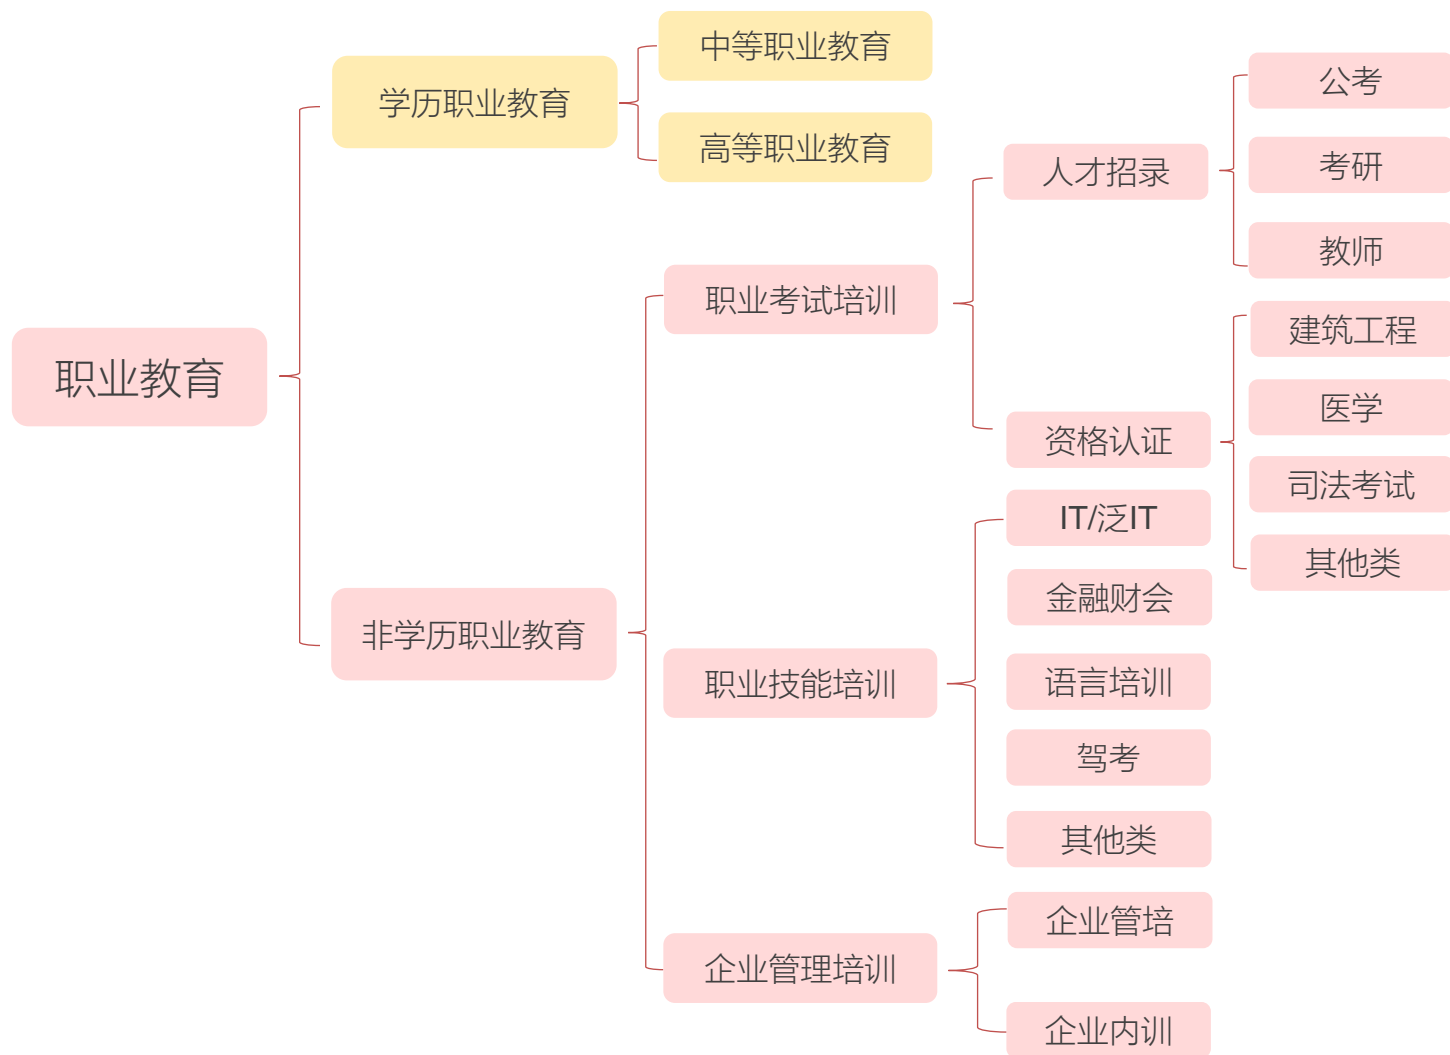 职业教育
学历职业教育
中等职业教育
高等职业教育
非学历职业教育
职业考试培训
人才招录
公考
考研
教师
资格认证
建筑工程
医学
司法考试
其他类
职业技能培训
IT/泛IT
金融财会
语言培训
驾考
其他类
企业管理培训
企业管培
企业内训